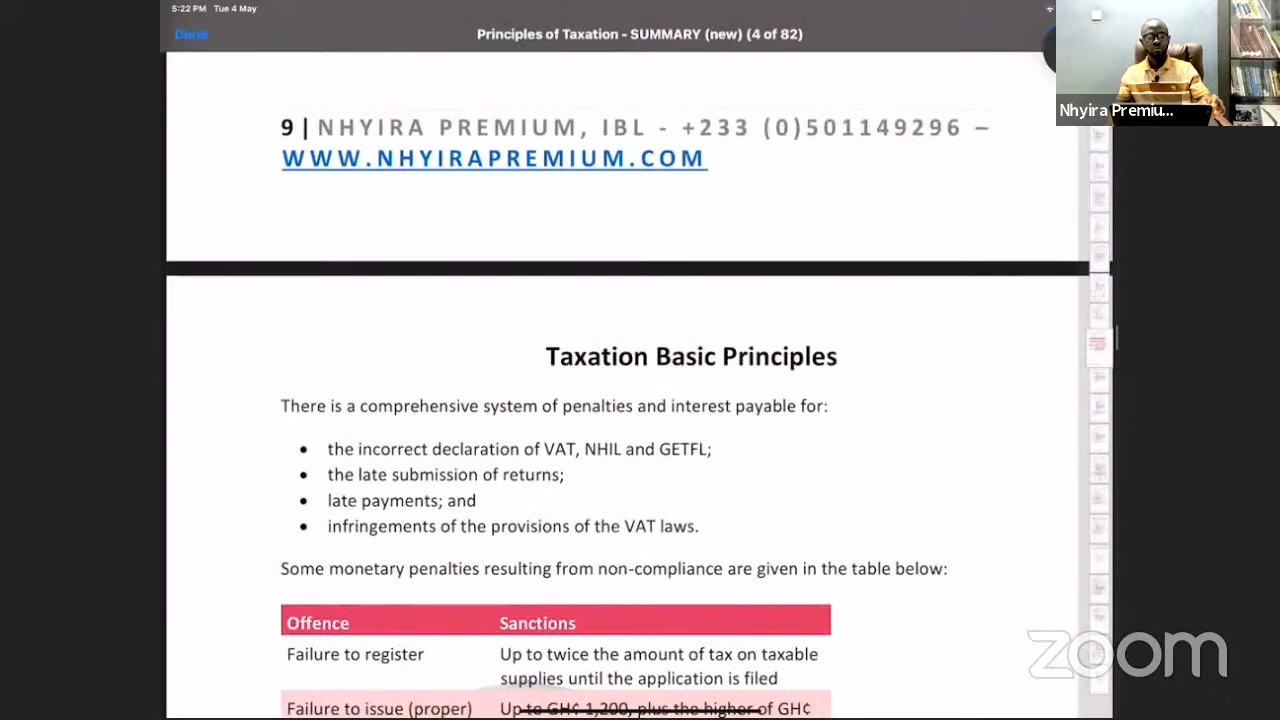 5:22 PM Tue 4 May
Done
Principles of Taxation - SUMMARY (new) (4 of 82)
Nhyira Premiu...
9 | NHYIRA PREMIUM, IBL - +233 (0)501149296 –
WWW.NHYIRAPREMIUM.COM
Taxation Basic Principles
There is a comprehensive system of penalties and interest payable for:
• the incorrect declaration of VAT, NHIL and GETFL;
• the late submission of returns;
• late payments; and
• infringements of the provisions of the VAT laws.
Some monetary penalties resulting from non-compliance are given in the table below:
Offence Sanctions
Failure to register Up to twice the amount of tax on taxable
supplies until the application is filed
Failure to issue (proper) Up to GH¢ 1,200, plus the higher of GH¢
zoom